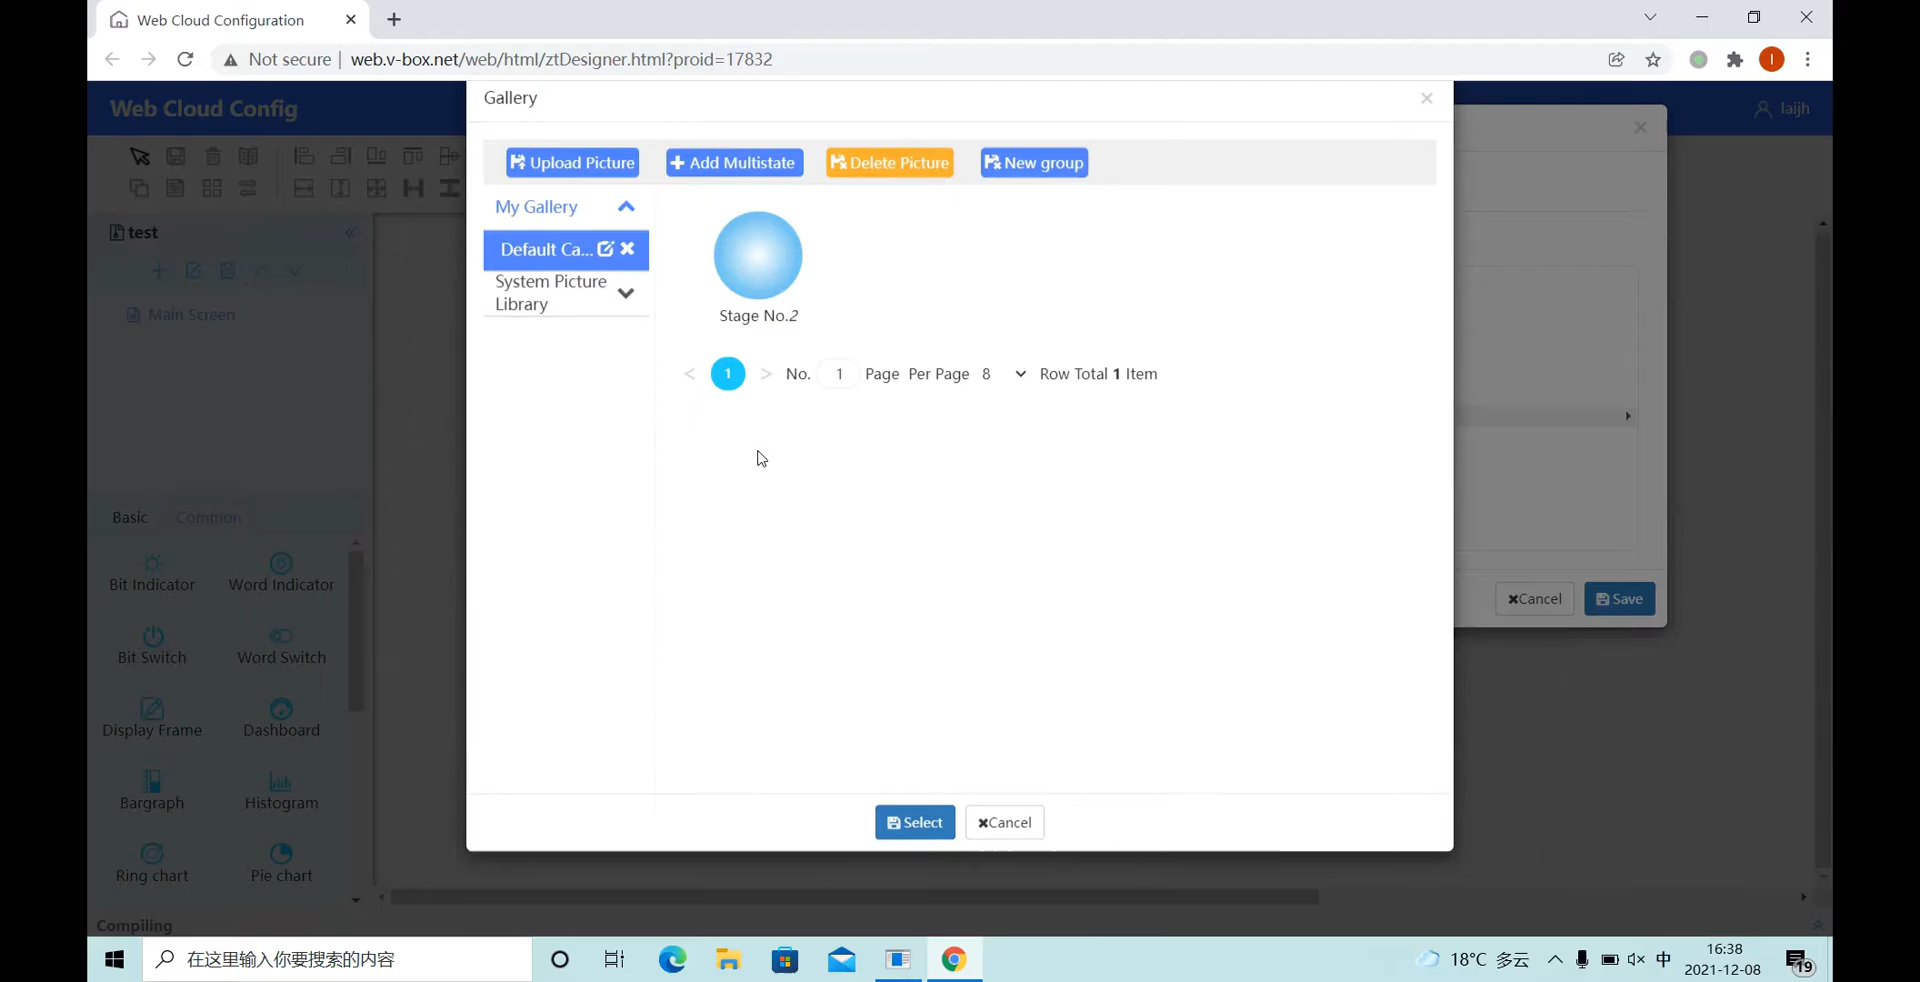 Web Cloud Configuration
Not secure | web.v-box.net/web/html/ztDesigner.html?proid=17832
Web Cloud Config
laijh
Gallery
Upload Picture
Add Multistate
Delete Picture
New group
My Gallery
Default Ca...
System Picture
Library
Stage No.2
< 1 > No. 1 Page Per Page 8 Row Total 1 Item
test
Main Screen
Basic Common
Bit Indicator Word Indicator
Bit Switch Word Switch
Display Frame Dashboard
Bargraph Histogram
Ring chart Pie chart
Cancel Save
Select Cancel
Compiling
在这里输入你要搜索的内容
18°C 多云
中
16:38
2021-12-08
19